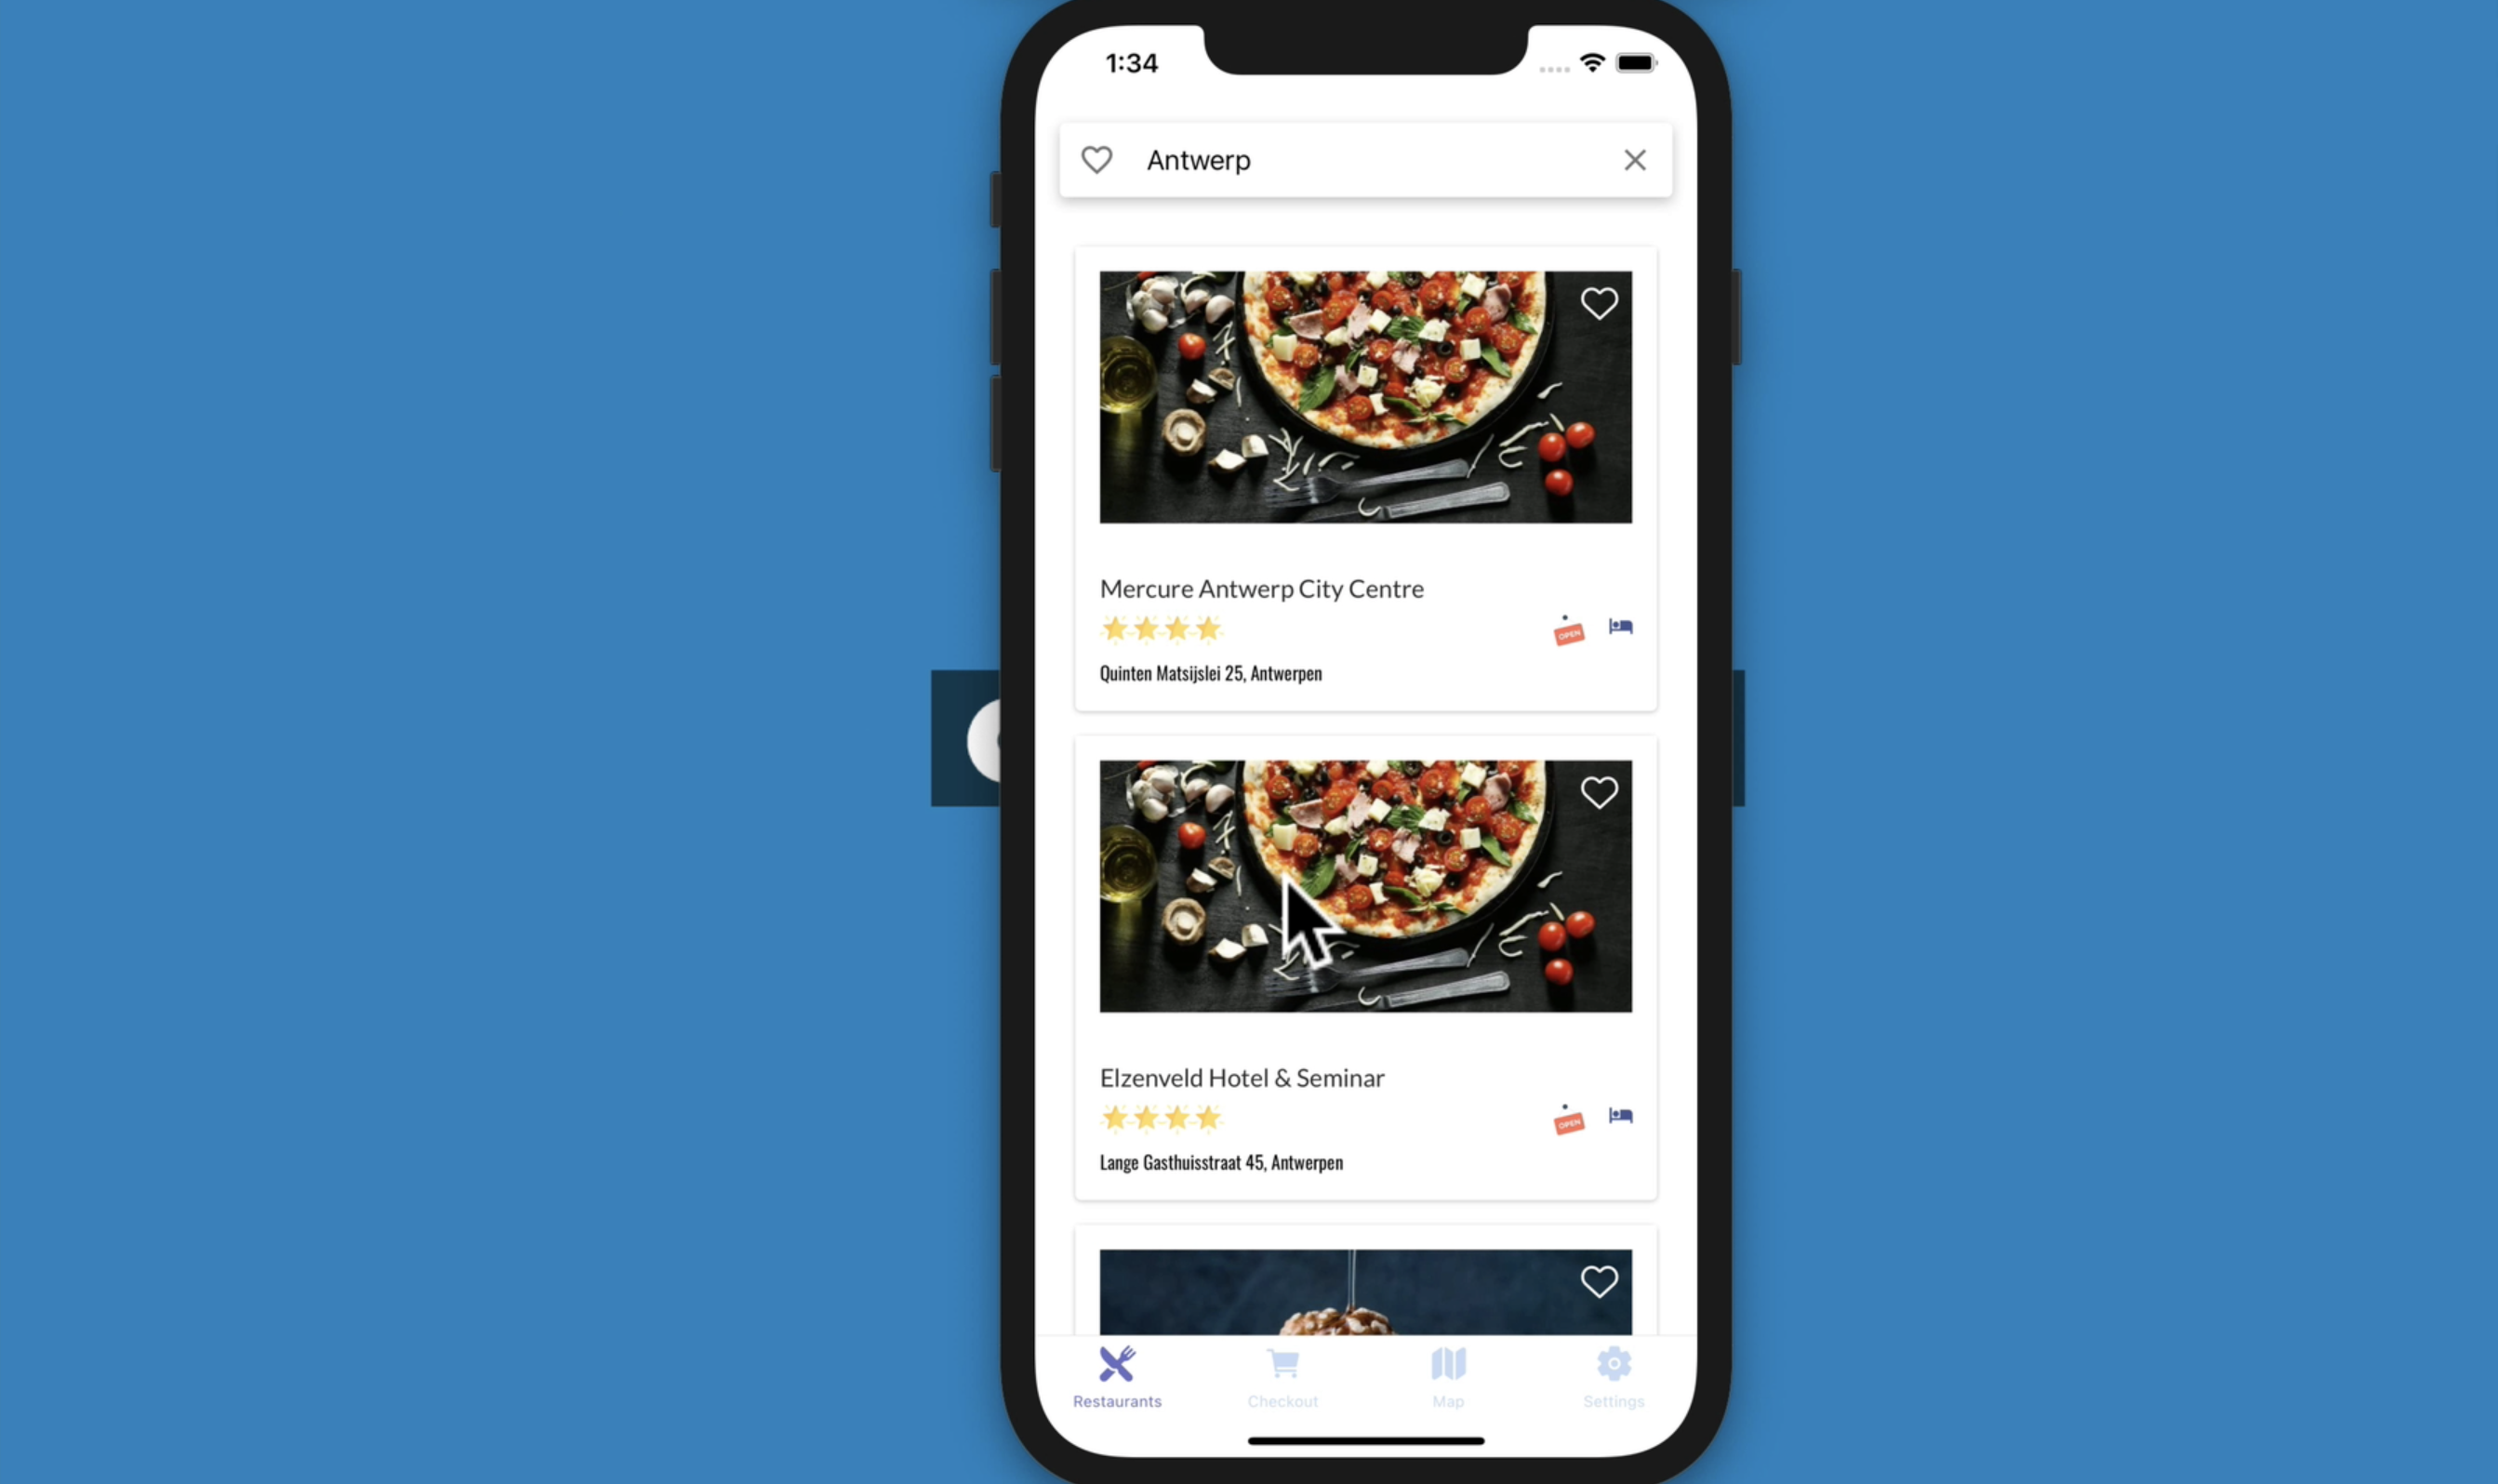 1:34
Antwerp
Mercure Antwerp City Centre
OPEN
Quinten Matsijslei 25, Antwerpen
Elzenveld Hotel & Seminar
OPEN
Lange Gasthuisstraat 45, Antwerpen
Restaurants
Checkout
Map
Settings